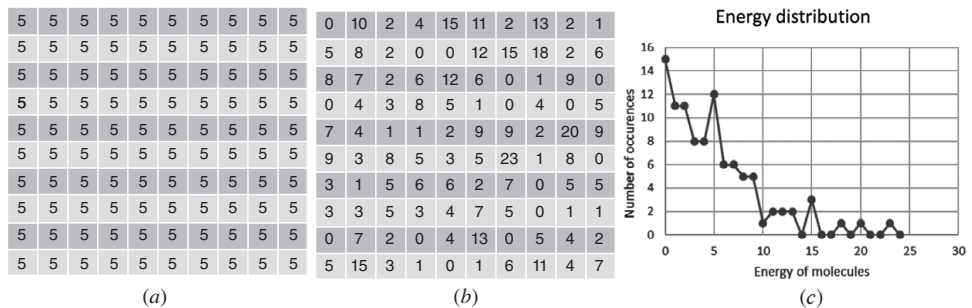 5 5 5 5 5 5 5 5 5 5
5 5 5 5 5 5 5 5 5 5
5 5 5 5 5 5 5 5 5 5
5 5 5 5 5 5 5 5 5 5
5 5 5 5 5 5 5 5 5 5
5 5 5 5 5 5 5 5 5 5
5 5 5 5 5 5 5 5 5 5
5 5 5 5 5 5 5 5 5 5
5 5 5 5 5 5 5 5 5 5
5 5 5 5 5 5 5 5 5 5
(a)
0 10 2 4 15 11 2 13 2 1
5 8 2 0 0 12 15 18 2 6
8 7 2 6 12 6 0 1 9 0
0 4 3 8 5 1 0 4 0 5
7 4 1 1 2 9 9 2 20 9
9 3 8 5 3 5 23 1 8 0
3 1 5 6 6 2 7 0 5 5
3 3 5 3 4 7 5 0 1 1
0 7 2 0 4 13 0 5 4 2
5 15 3 1 0 1 6 11 4 7
(b)
Energy distribution
Number of occurences
16
14
12
10
8
6
4
2
0
0 5 10 15 20 25 30
Energy of molecules
(c)